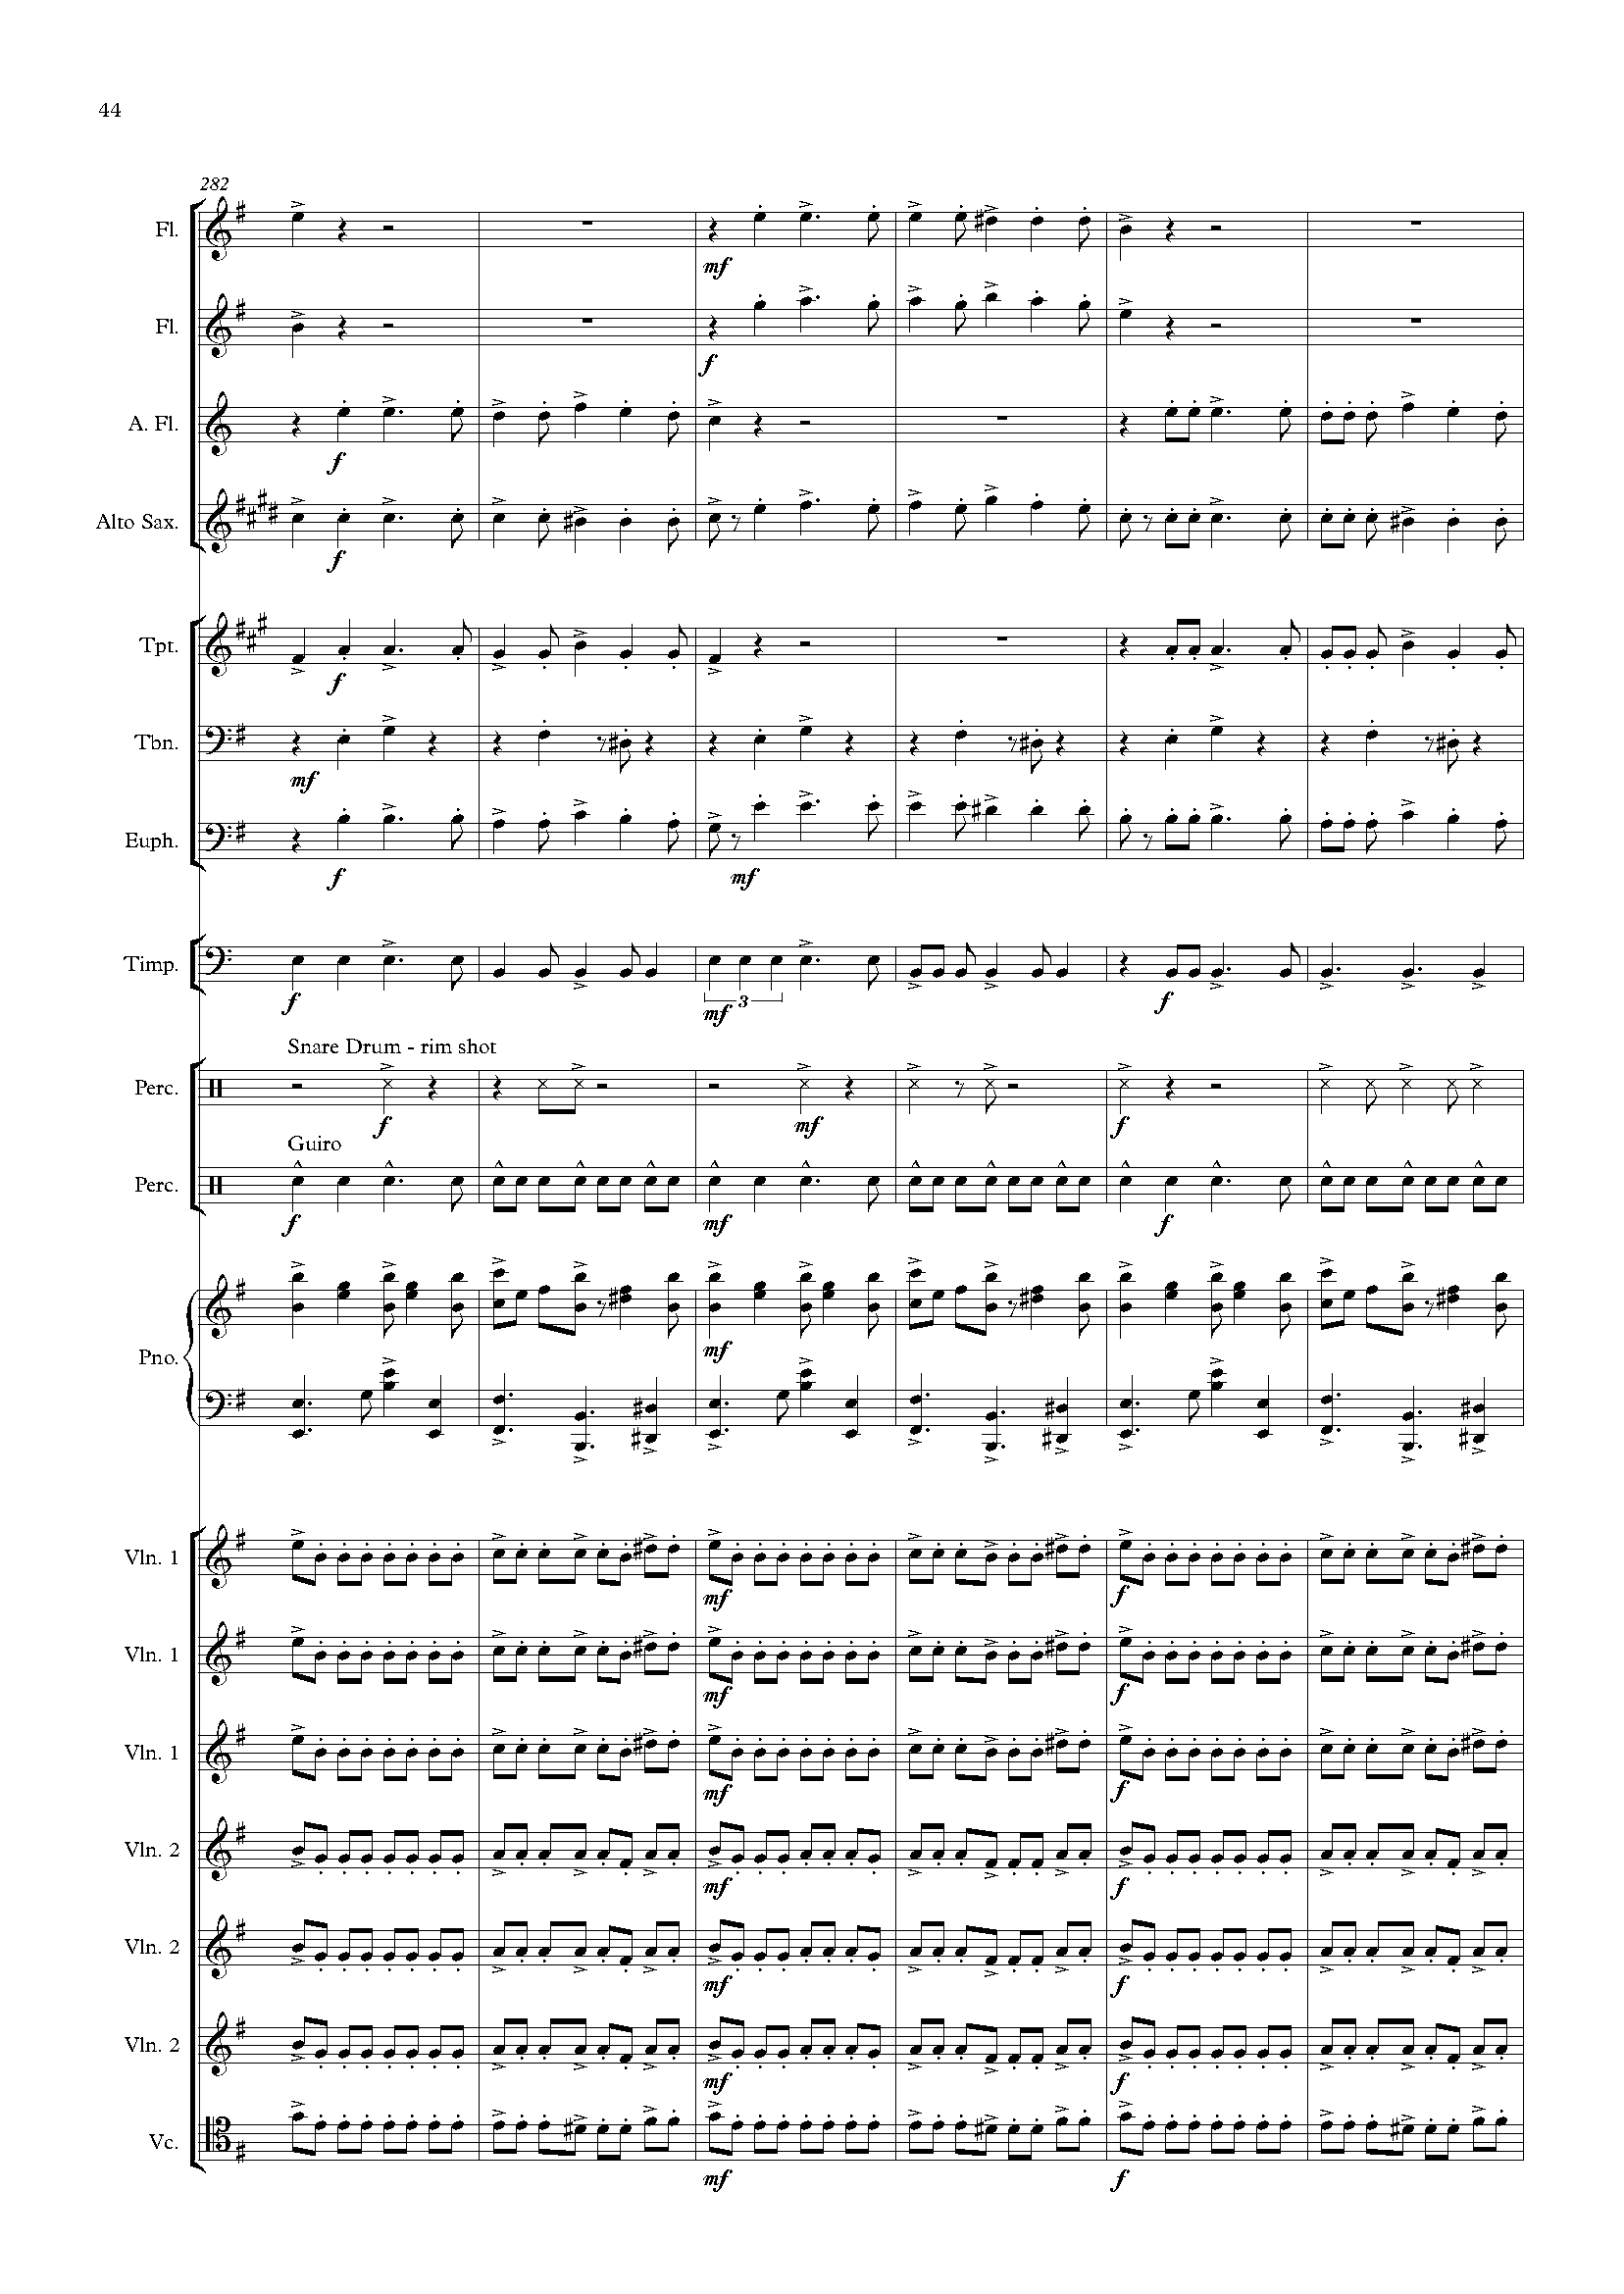 44
282
Fl.
mf
Fl.
f
A. Fl.
f
Alto Sax.
f
Tpt.
f
Tbn.
mf
Euph.
f mf
Timp.
3
f mf f
Snare Drum - rim shot
Perc.
f mf f
Guiro
Perc.
f mf f
Pno.
mf
Vln. 1
mf f
Vln. 1
mf f
Vln. 1
mf f
Vln. 2
mf f
Vln. 2
mf f
Vln. 2
mf f
Vc.
mf f